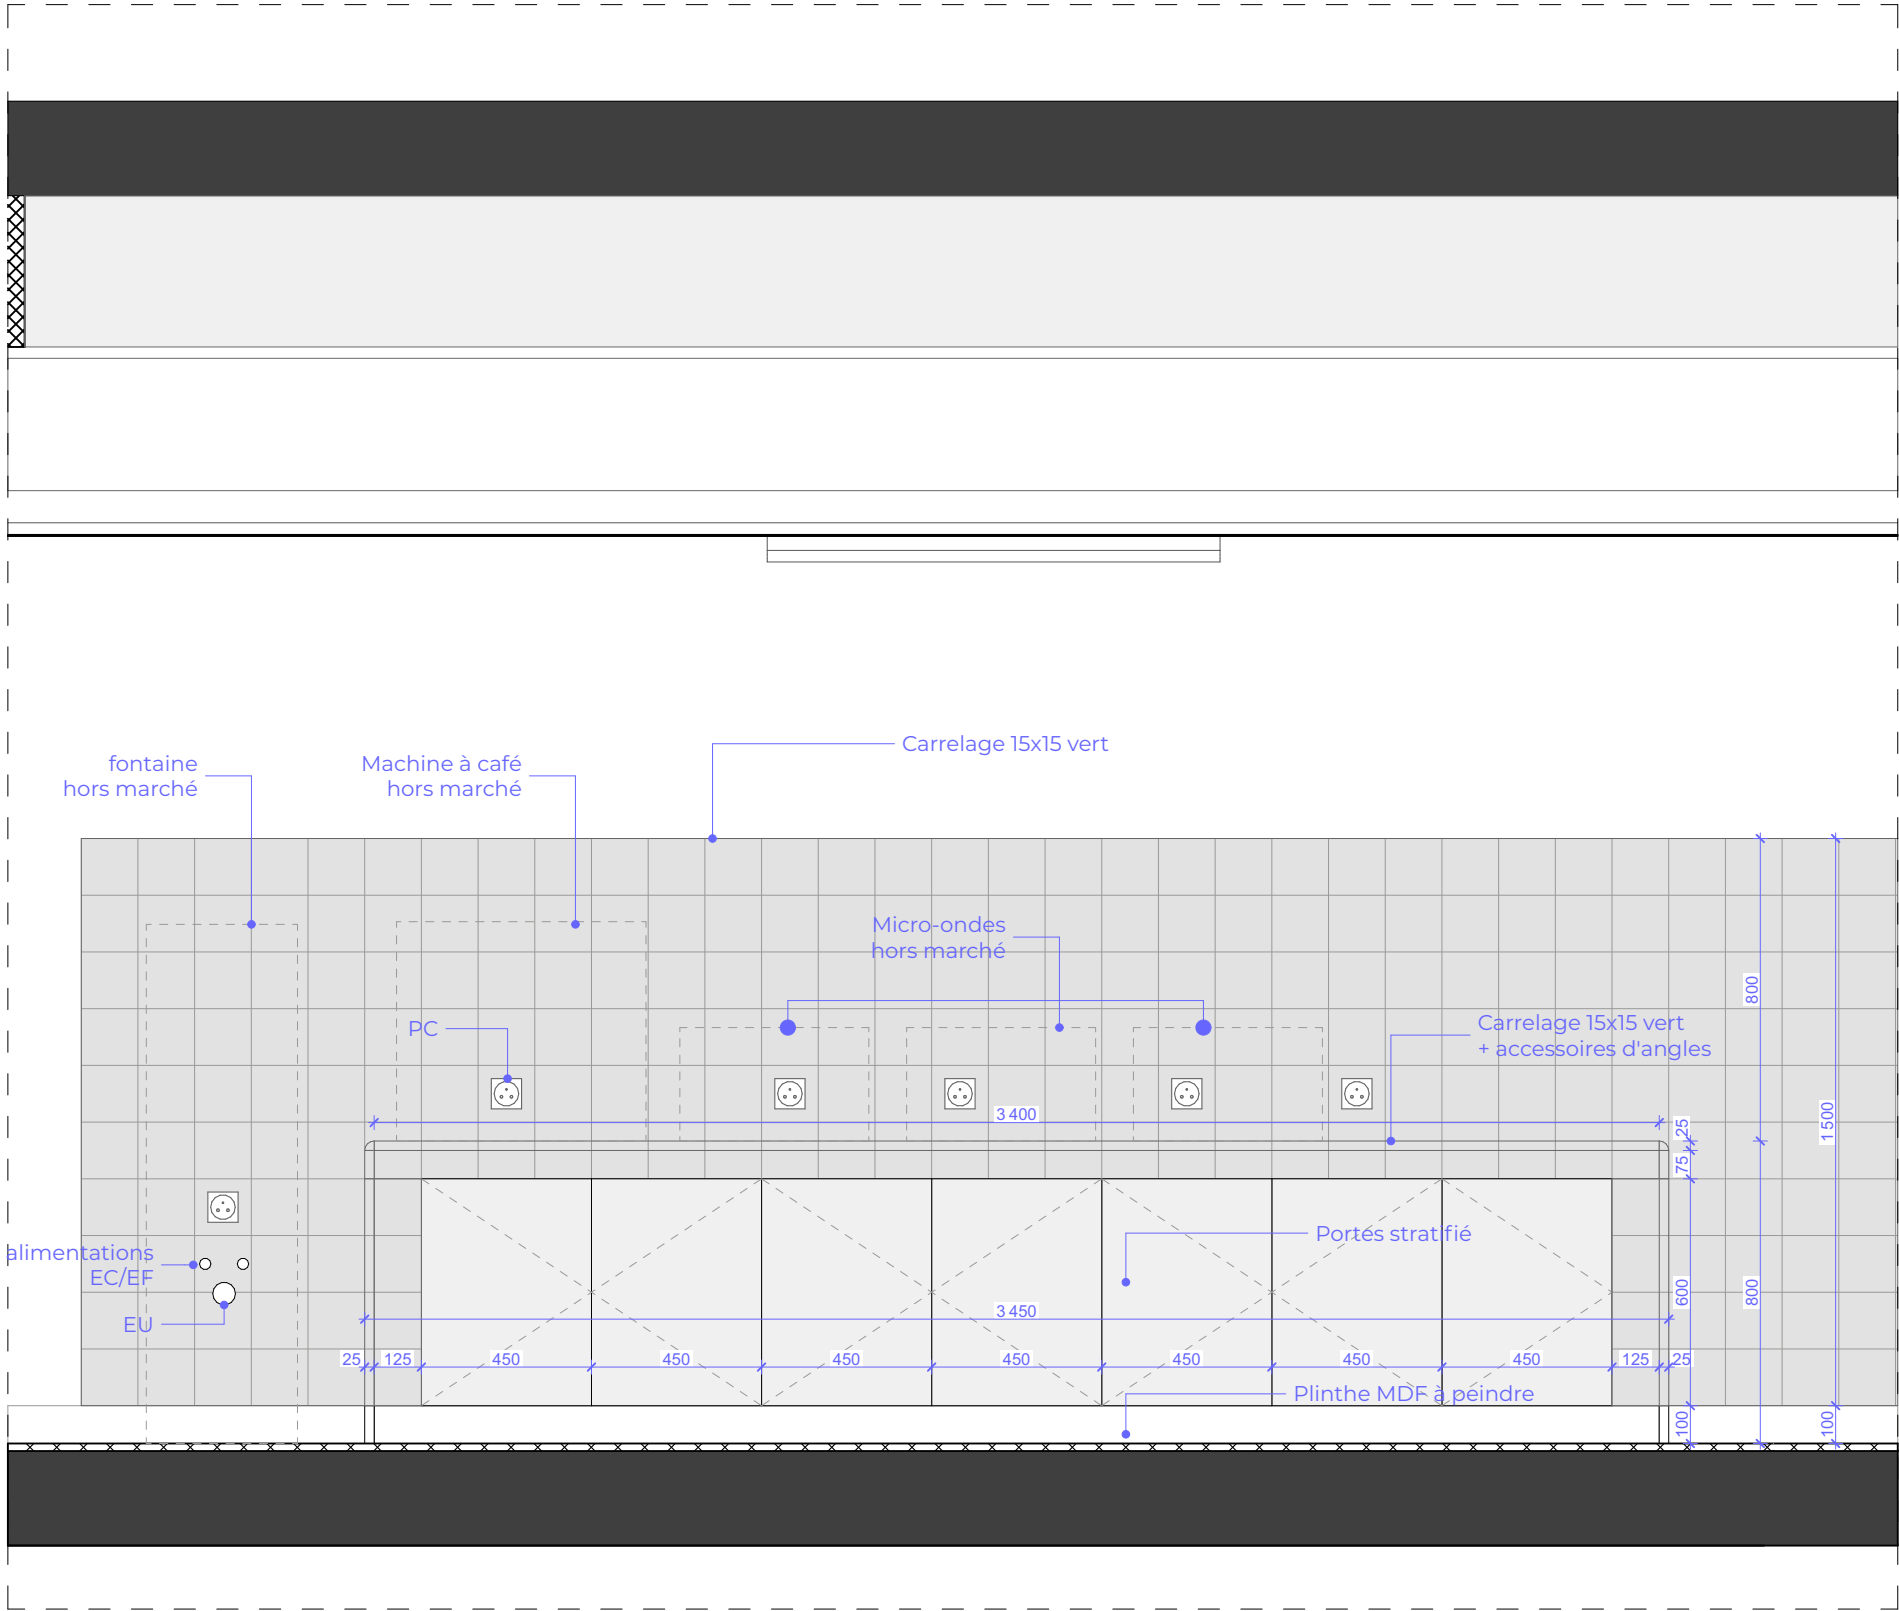 Carrelage 15x15 vert
fontaine
hors marché
Machine à café
hors marché
Micro-ondes
hors marché
800
PC
Carrelage 15x15 vert
+ accessoires d'angles
3 400
25
1 500
75
alimentations
EC/EF
Portes stratifié
600
800
3 450
EU
25
125
450
450
450
450
450
450
450
125
25
Plinthe MDF à peindre
100
100